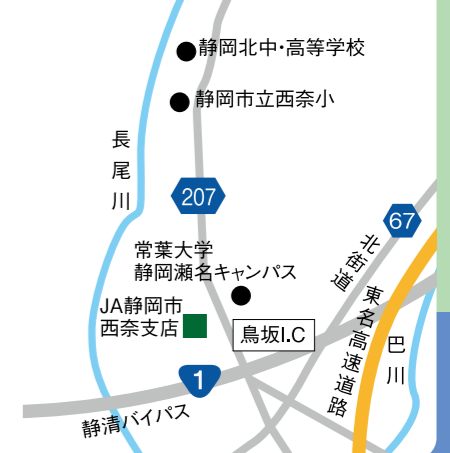 静岡北中・高等学校
静岡市立西奈小
長尾川
207
67
常葉大学
静岡瀬名キャンパス
北街道
JA静岡市
西奈支店
鳥坂I.C
東名高速道路
巴川
1
静清バイパス